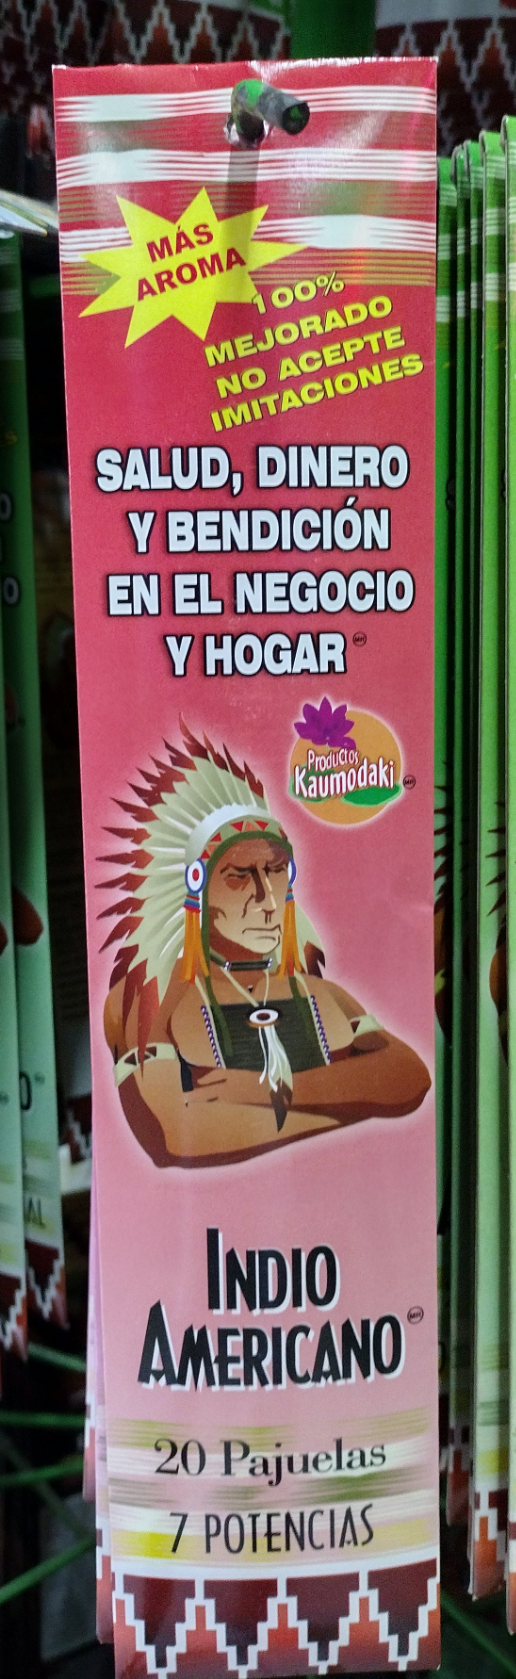 MÁS
AROMA
100%
MEJORADO
NO ACEPTE
IMITACIONES
SALUD, DINERO
Y BENDICIÓN
EN EL NEGOCIO
Y HOGAR
Productos
Kaumodaki
INDIO
AMERICANO
20 Pajuelas
7 POTENCIAS